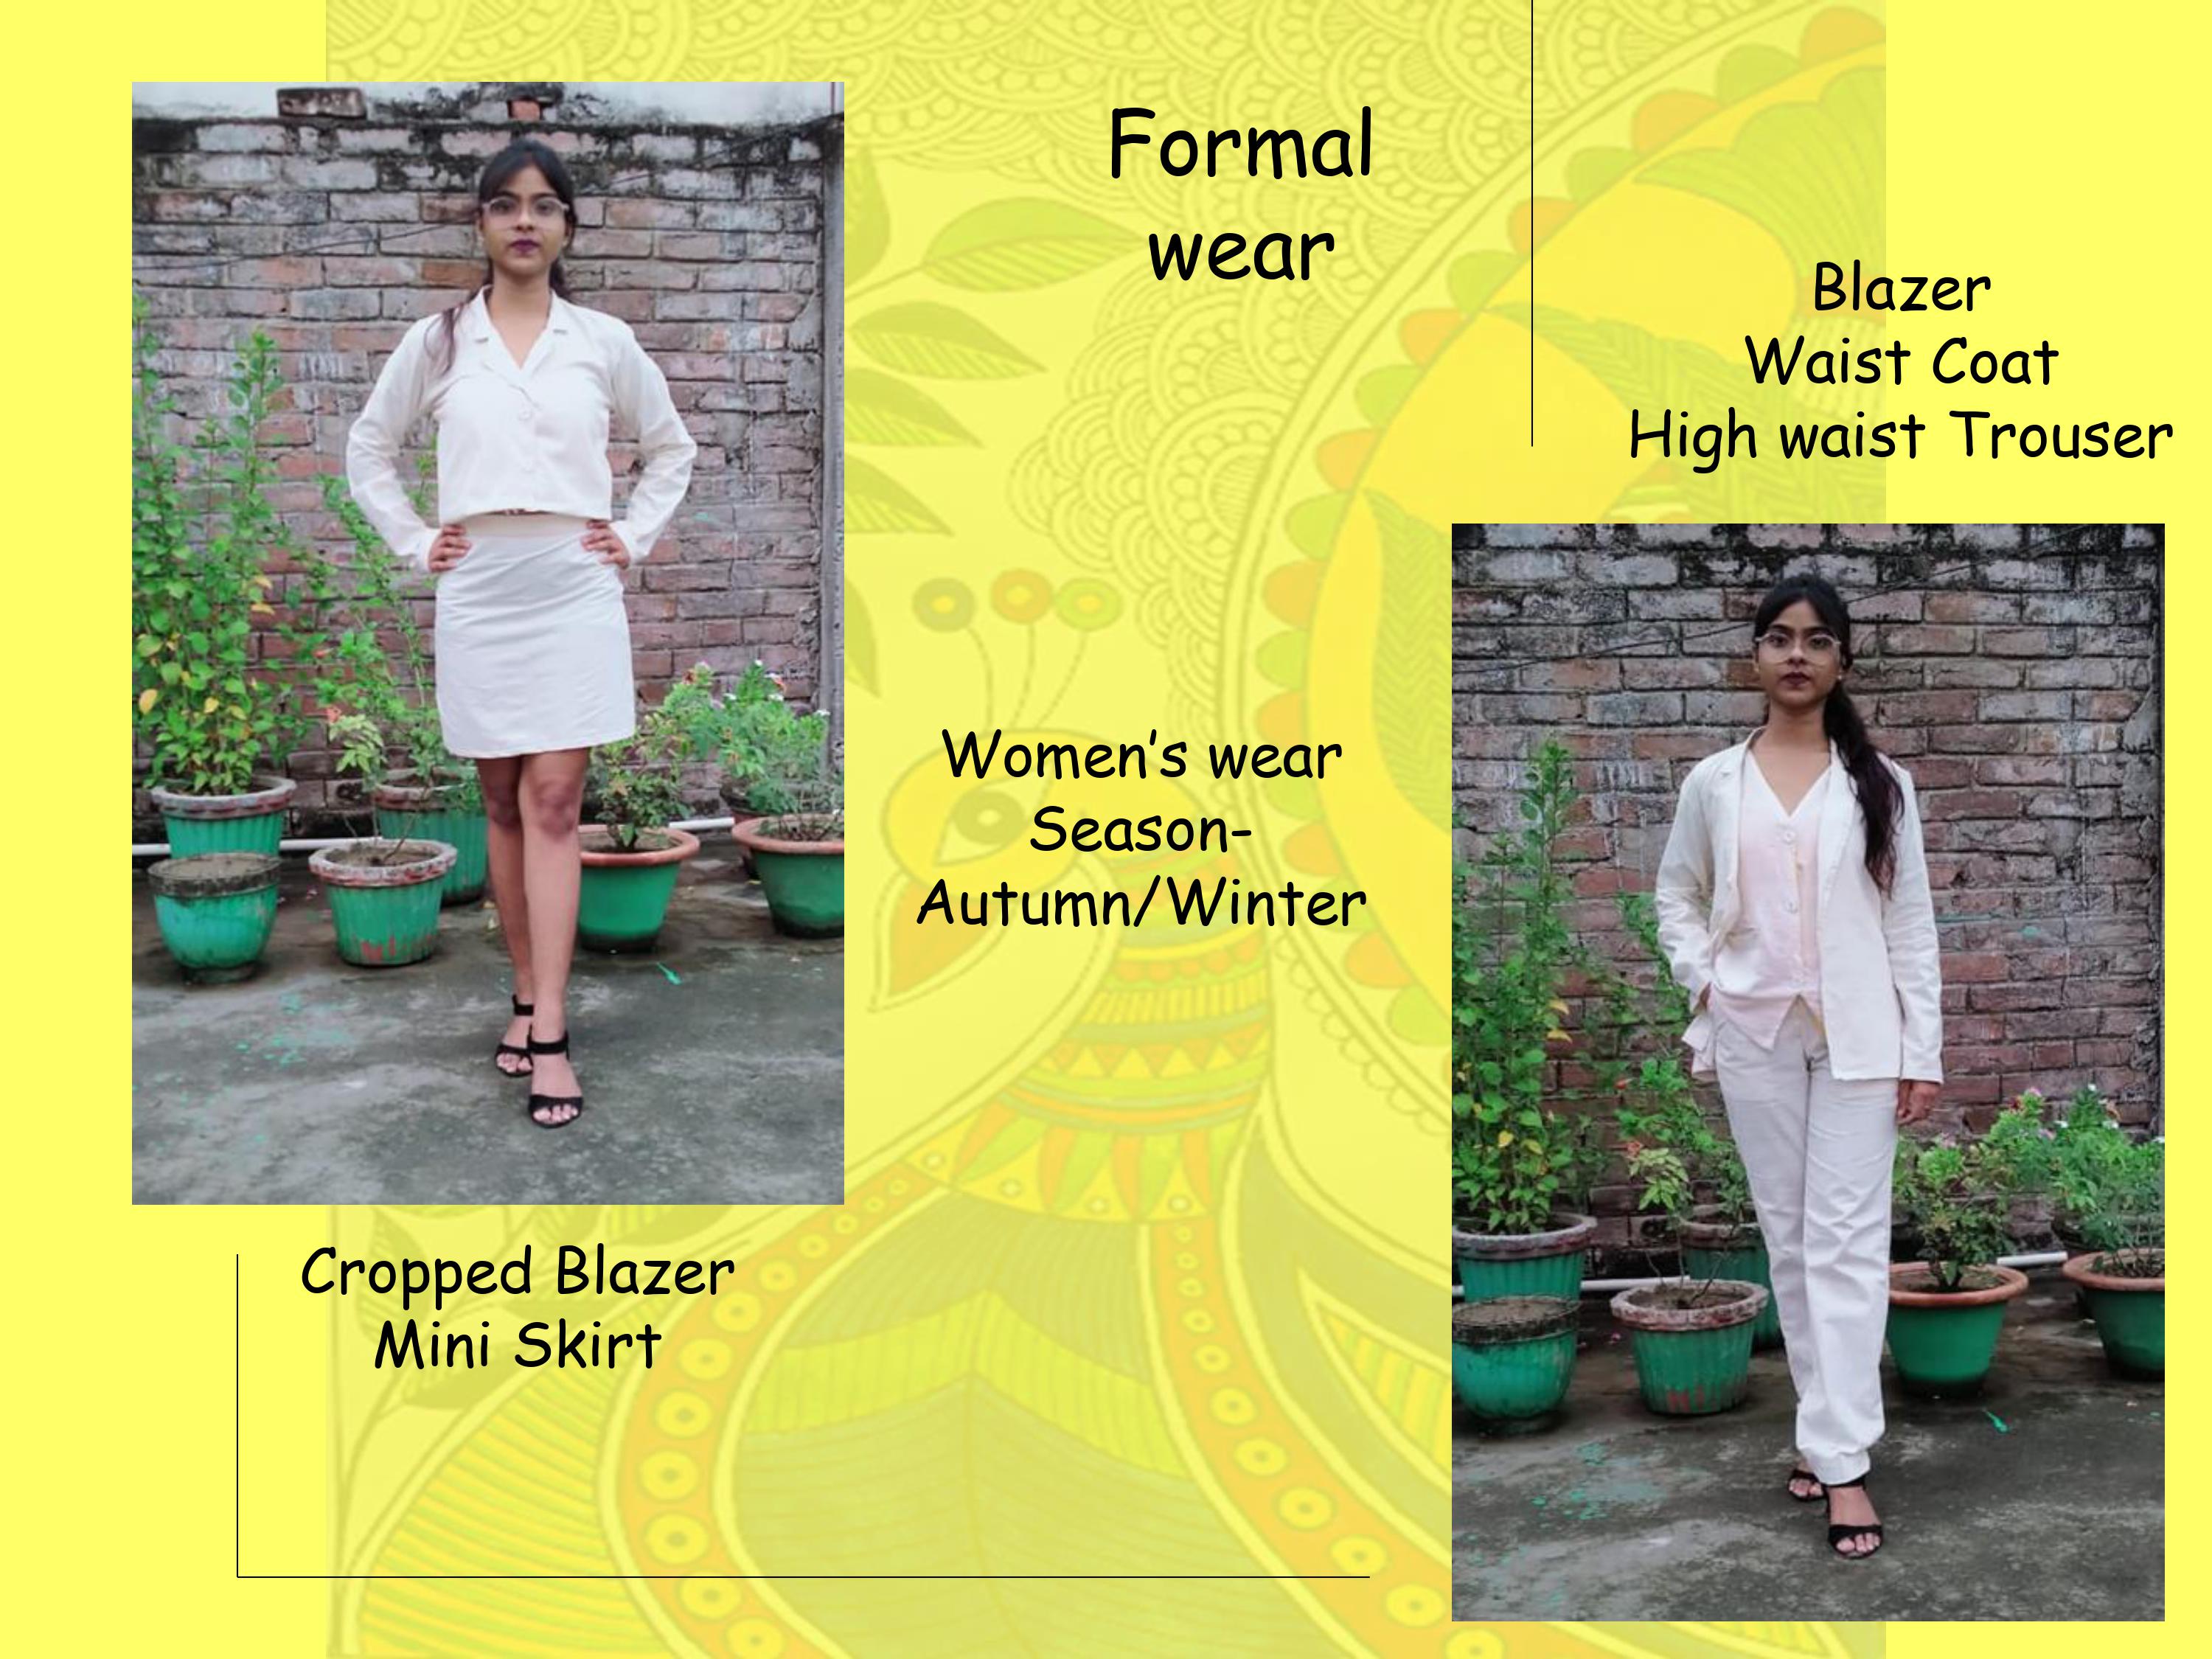 Formal
wear
Blazer
Waist Coat
High waist Trouser
Women’s wear
Season-
Autumn/Winter
Cropped Blazer
Mini Skirt